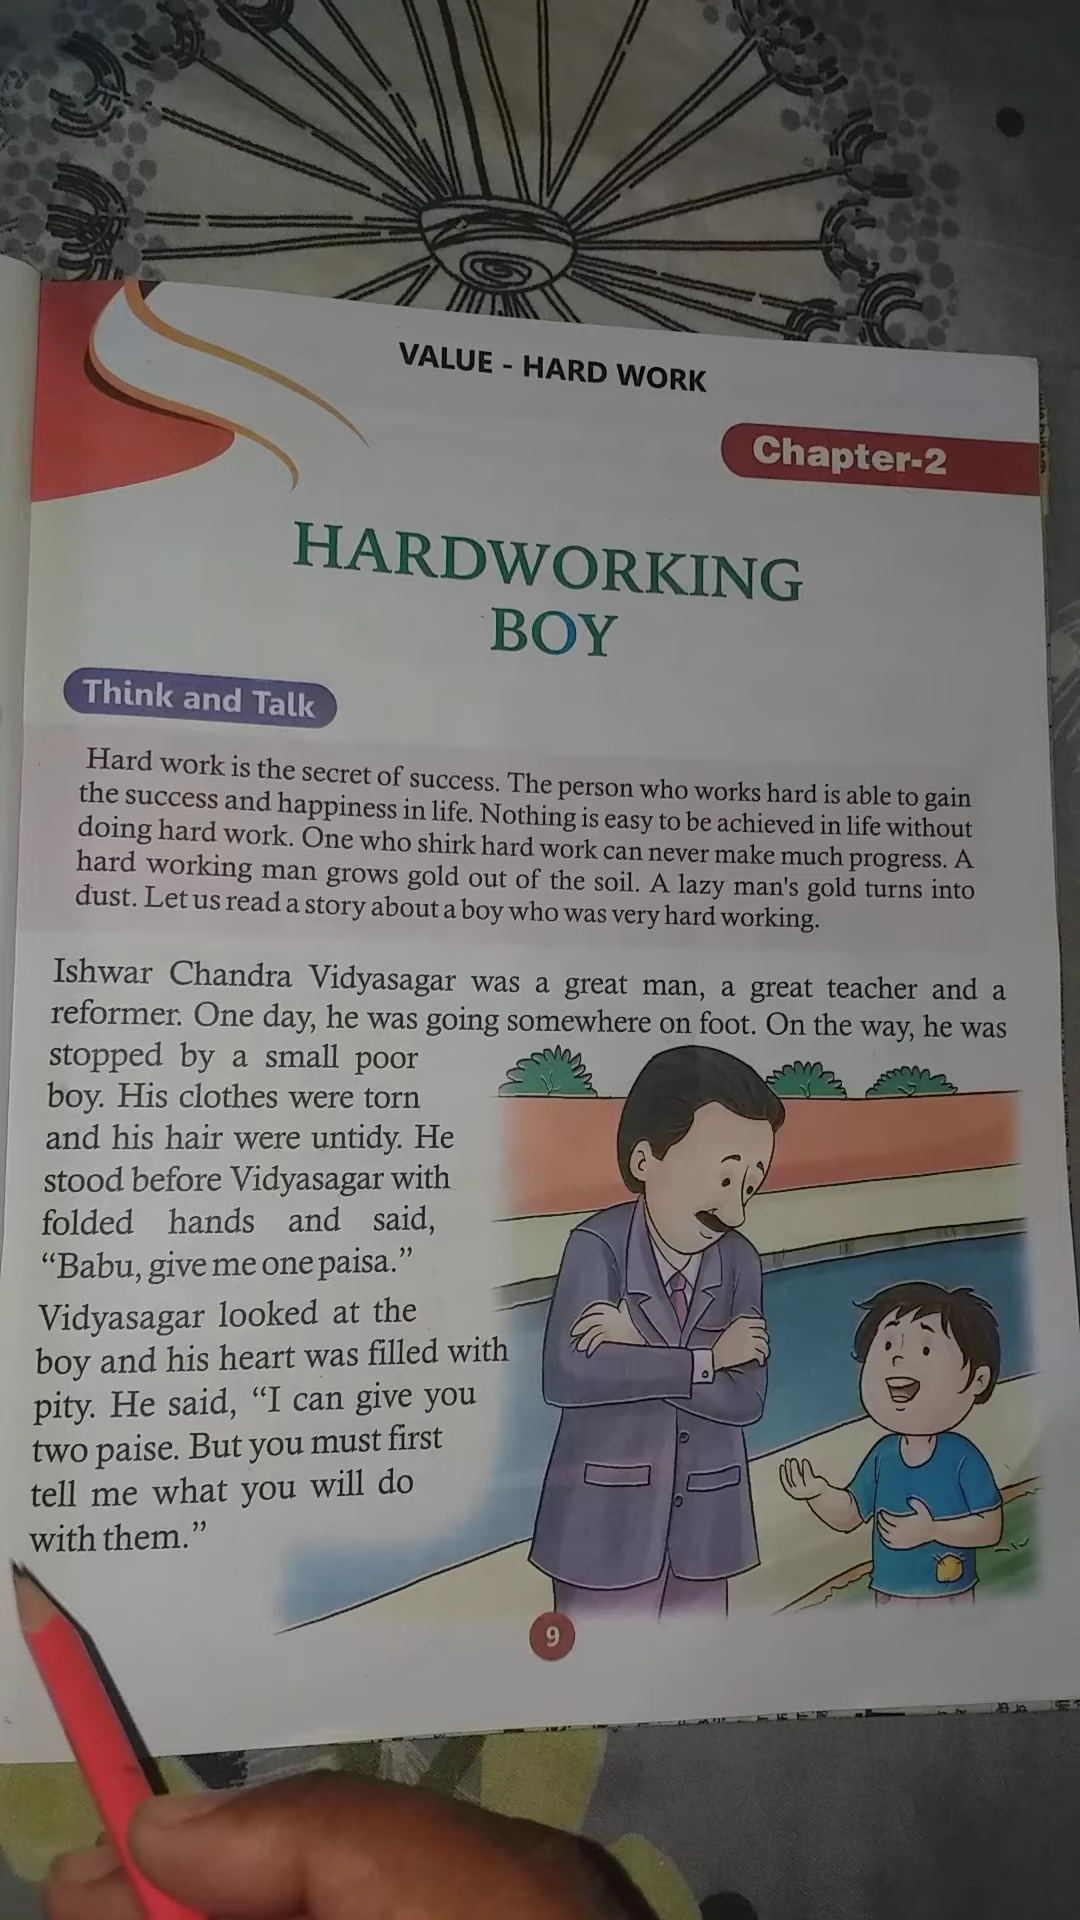 VALUE - HARD WORK
Chapter-2
HARDWORKING
BOY
Think and Talk
Hard work is the secret of success. The person who works hard is able to gain
the success and happiness in life. Nothing is easy to be achieved in life without
doing hard work. One who shirk hard work can never make much progress. A
hard working man grows gold out of the soil. A lazy man's gold turns into
dust. Let us read a story about a boy who was very hard working.
Ishwar Chandra Vidyasagar was a great man, a great teacher and a
reformer. One day, he was going somewhere on foot. On the way, he was
stopped by a small poor
boy. His clothes were torn
and his hair were untidy. He
stood before Vidyasagar with
folded hands and said,
“Babu, give me one paisa.”
Vidyasagar looked at the
boy and his heart was filled with
pity. He said, “I can give you
two paise. But you must first
tell me what you will do
with them.”
9